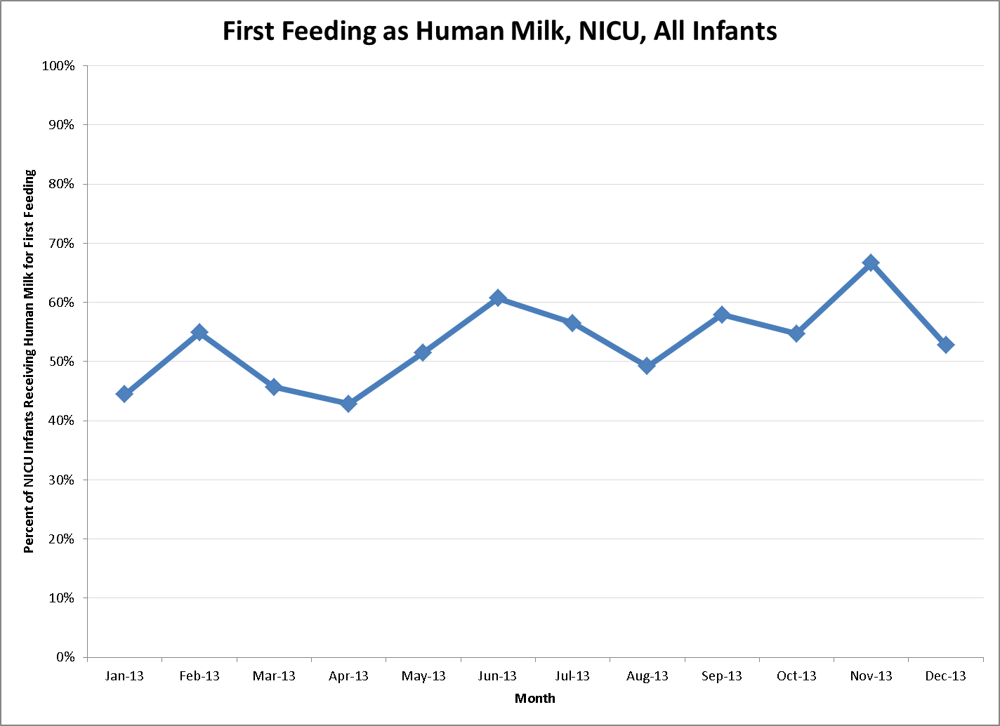 First Feeding as Human Milk, NICU, All Infants
Percent of NICU Infants Receiving Human Milk for First Feeding
100%
90%
80%
70%
60%
50%
40%
30%
20%
10%
0%
Jan-13 Feb-13 Mar-13 Apr-13 May-13 Jun-13 Jul-13 Aug-13 Sep-13 Oct-13 Nov-13 Dec-13
Month